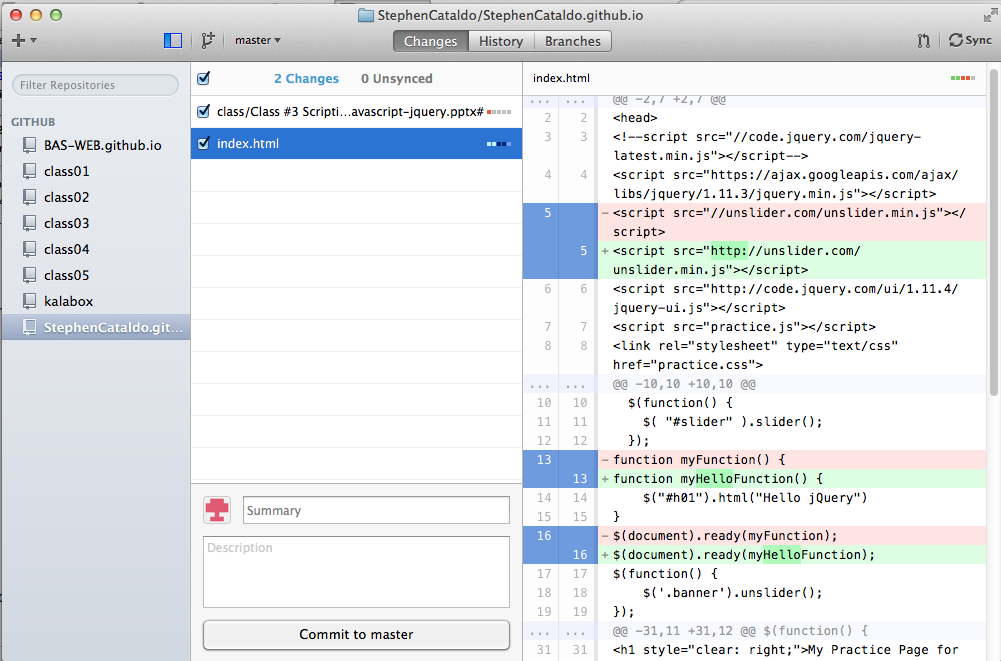 StephenCataldo/StephenCataldo.github.io
master
Changes
History
Branches
Sync
Filter Repositories
GITHUB
BAS-WEB.github.io
class01
class02
class03
class04
class05
kalabox
StephenCataldo.git...
2 Changes
0 Unsynced
class/Class #3 Scripti...avascript-jquery.pptx#
index.html
Summary
Description
Commit to master
index.html
... ... @@ -2,7 +2,7 @@
2 2 <head>
3 3 <!--script src="//code.jquery.com/jquery-
latest.min.js"></script-->
4 4 <script src="https://ajax.googleapis.com/ajax/
libs/jquery/1.11.3/jquery.min.js"></script>
5 -<script src="//unslider.com/unslider.min.js"></
script>
5 +<script src="http://unslider.com/
unslider.min.js"></script>
6 6 <script src="http://code.jquery.com/ui/1.11.4/
jquery-ui.js"></script>
7 7 <script src="practice.js"></script>
8 8 <link rel="stylesheet" type="text/css"
href="practice.css">
... ... @@ -10,10 +10,10 @@
10 10 $(function() {
11 11 $( "#slider" ).slider();
12 12 });
13 -function myFunction() {
13 +function myHelloFunction() {
14 14 $("#h01").html("Hello jQuery")
15 15 }
16 -$(document).ready(myFunction);
16 +$(document).ready(myHelloFunction);
17 17 $(function() {
18 18 $('.banner').unslider();
19 19 });
... ... @@ -31,11 +31,12 @@ $(function() {
31 31 <h1 style="clear: right;">My Practice Page for